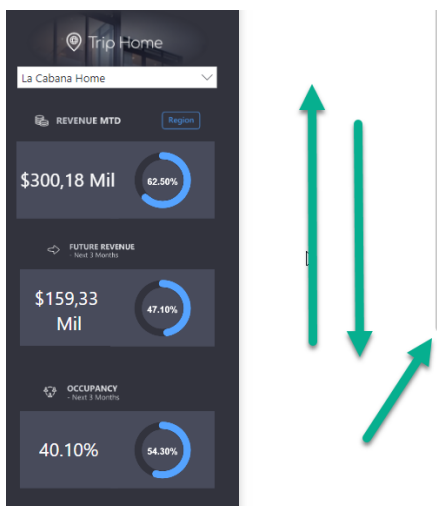 Trip Home
La Cabana Home
REVENUE MTD
Region
$300,18 Mil
62.50%
FUTURE REVENUE
- Next 3 Months
$159,33
Mil
47.10%
OCCUPANCY
- Next 3 Months
40.10%
54.30%